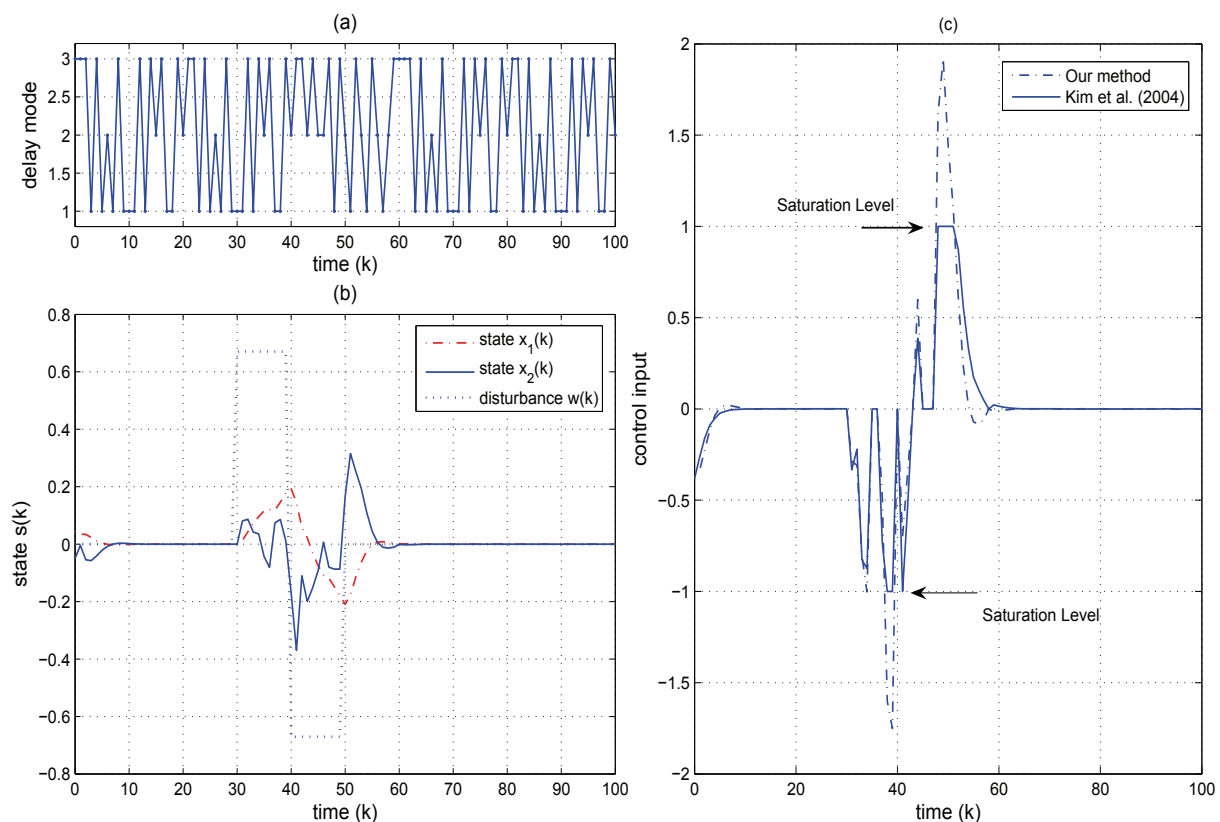 (a)
3
2.5
2
1.5
1
delay mode
0 10 20 30 40 50 60 70 80 90 100
time (k)
(b)
0.8
0.6
0.4
0.2
0
−0.2
−0.4
−0.6
−0.8
state s(k)
state x_1(k)
state x_2(k)
disturbance w(k)
0 10 20 30 40 50 60 70 80 90 100
time (k)
(c)
2
1.5
1
0.5
0
−0.5
−1
−1.5
−2
control input
Our method
Kim et al. (2004)
Saturation Level
Saturation Level
0 20 40 60 80 100
time (k)